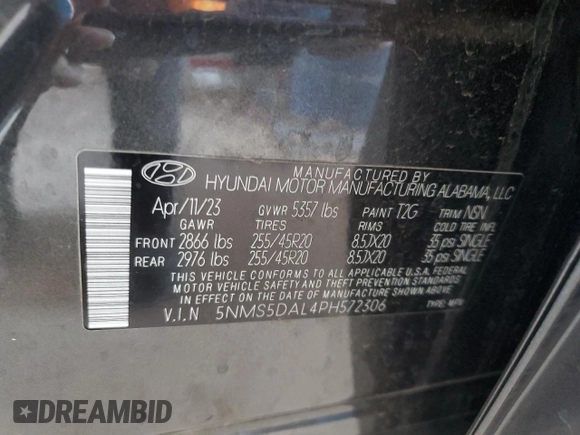 MANUFACTURED BY
HYUNDAI MOTOR MANUFACTURING ALABAMA, LLC
Apr/11/23 GVWR 5357 lbs PAINT T2G TRIM NSN
GAWR TIRES RIMS COLD TIRE INFL
FRONT 2866 lbs 255/45R20 8.5JX20 35 psi SINGLE
REAR 2976 lbs 255/45R20 8.5JX20 35 psi SINGLE
THIS VEHICLE CONFORMS TO ALL APPLICABLE U.S.A. FEDERAL
MOTOR VEHICLE SAFETY AND THEFT PREVENTION STANDARDS
IN EFFECT ON THE DATE OF MANUFACTURE SHOWN ABOVE
V.I.N 5NMS5DAL4PH572306 TYPE: MPV
DREAMBID